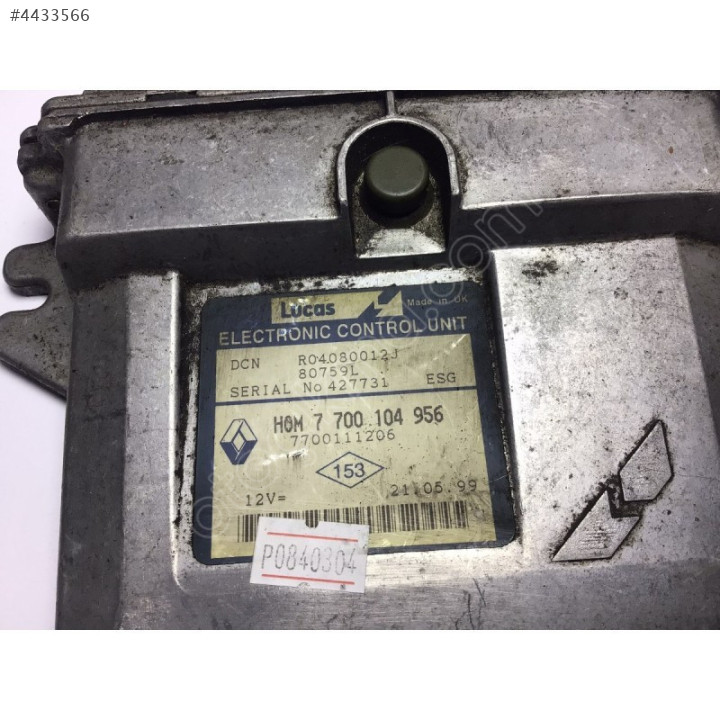 #4433566
Lucas
Made in UK
ELECTRONIC CONTROL UNIT
DCN R04080012J
80759L
SERIAL No 427731 ESG
HOM 7 700 104 956
7700111206
153
12V= 21.05.99
P0840304